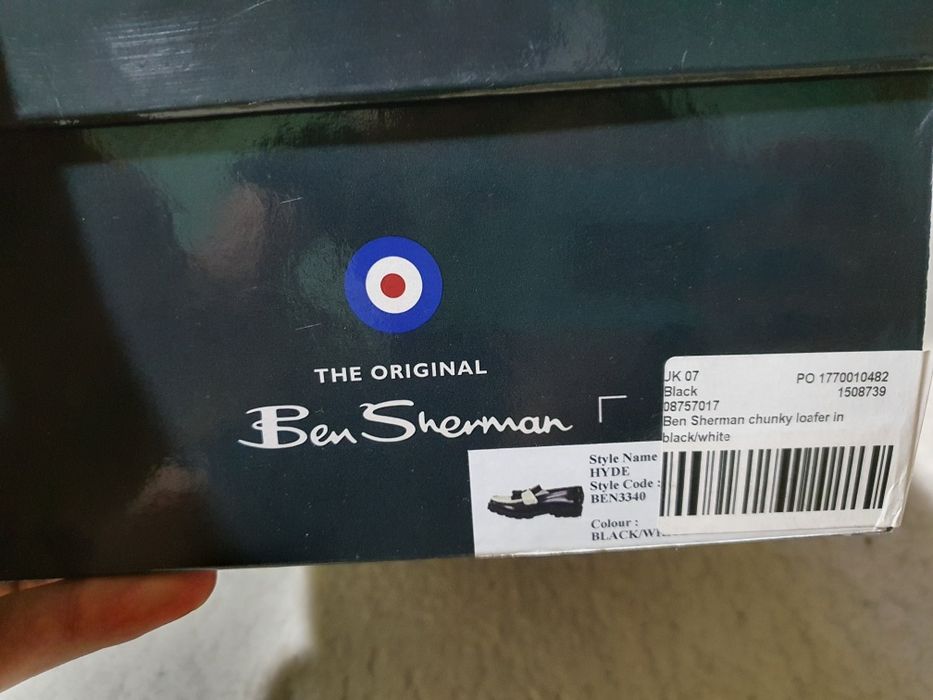 THE ORIGINAL
Ben Sherman
UK 07
PO 1770010482
Black
1508739
08757017
Ben Sherman chunky loafer in
black/white
Style Name
HYDE
Style Code :
BEN3340
Colour :